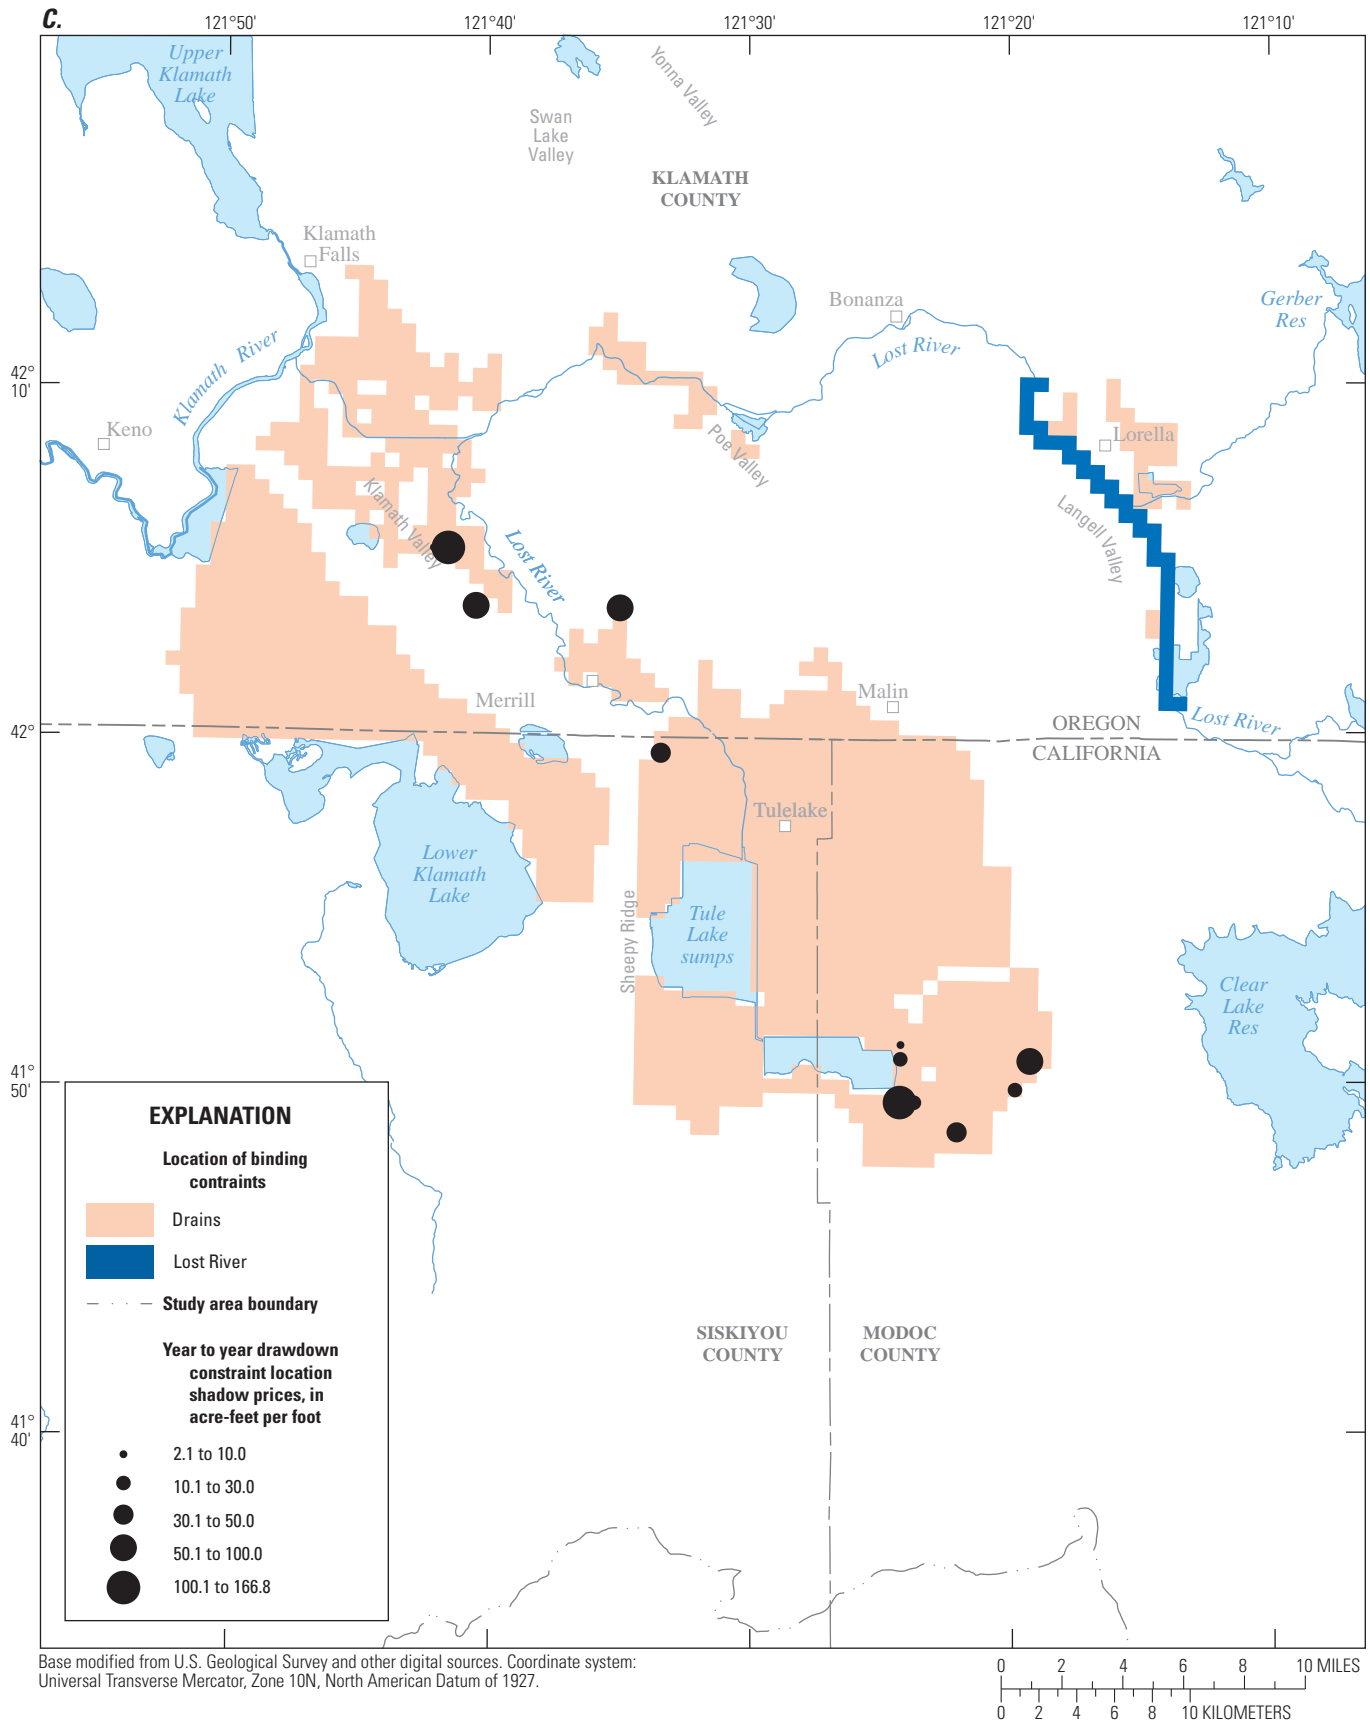 C.
121°50'
121°40'
121°30'
121°20'
121°10'
Upper
Klamath
Lake
Yonna Valley
Swan
Lake
Valley
KLAMATH
COUNTY
Klamath
Falls
Gerber
Res
Bonanza
Lost River
Klamath River
42°
10'
Keno
Lorella
Poe Valley
Klamath Valley
Langell Valley
Lost River
Merrill
Malin
Lost River
OREGON
42°
CALIFORNIA
Tulelake
Lower
Klamath
Lake
Sheepy Ridge
Tule
Lake
sumps
Clear
Lake
Res
41°
50'
EXPLANATION
Location of binding
contraints
Drains
Lost River
Study area boundary
Year to year drawdown
constraint location
shadow prices, in
acre-feet per foot
2.1 to 10.0
10.1 to 30.0
30.1 to 50.0
50.1 to 100.0
100.1 to 166.8
SISKIYOU
COUNTY
MODOC
COUNTY
41°
40'
Base modified from U.S. Geological Survey and other digital sources. Coordinate system:
Universal Transverse Mercator, Zone 10N, North American Datum of 1927.
0 2 4 6 8 10 MILES
0 2 4 6 8 10 KILOMETERS